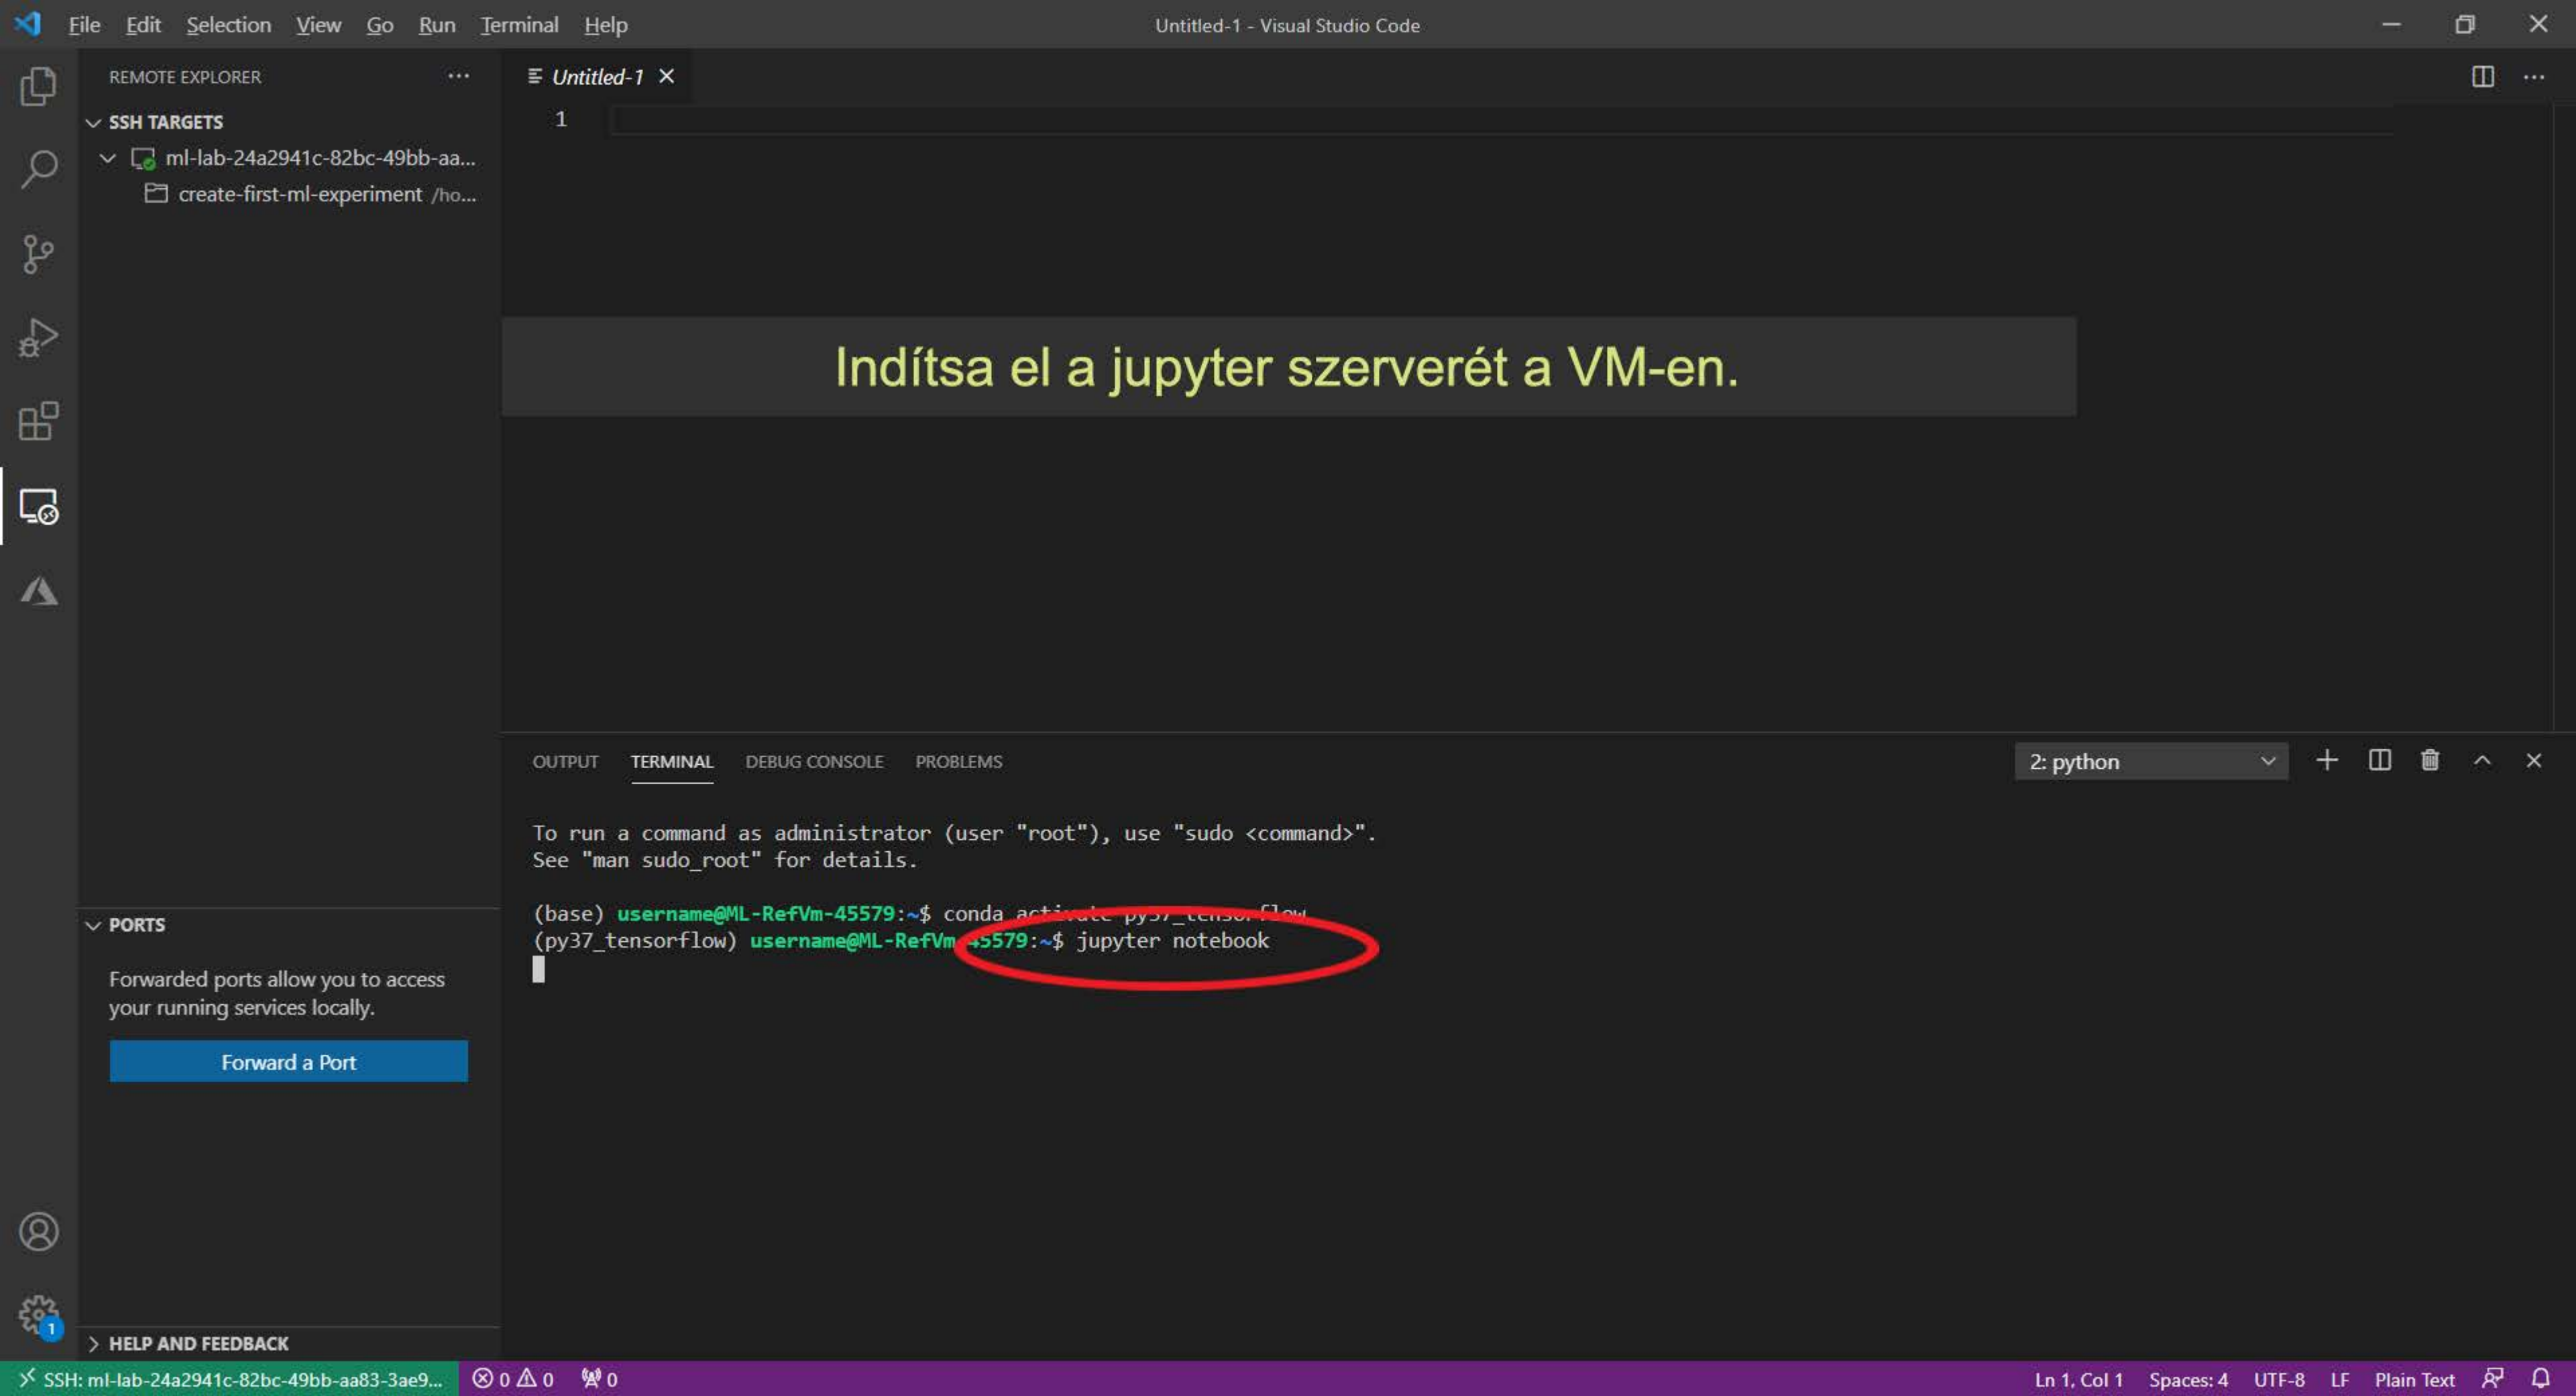 File Edit Selection View Go Run Terminal Help
Untitled-1 - Visual Studio Code
REMOTE EXPLORER
SSH TARGETS
ml-lab-24a2941c-82bc-49bb-aa...
create-first-ml-experiment /ho...
Untitled-1
1
Indítsa el a jupyter szerverét a VM-en.
OUTPUT TERMINAL DEBUG CONSOLE PROBLEMS
2: python
To run a command as administrator (user "root"), use "sudo <command>".
See "man sudo_root" for details.
(base) username@ML-RefVm-45579:~$ conda activate py37_tensorflow
(py37_tensorflow) username@ML-RefVm-45579:~$ jupyter notebook
PORTS
Forwarded ports allow you to access
your running services locally.
Forward a Port
1
HELP AND FEEDBACK
SSH: ml-lab-24a2941c-82bc-49bb-aa83-3ae9... 0 0 0
Ln 1, Col 1 Spaces: 4 UTF-8 LF Plain Text